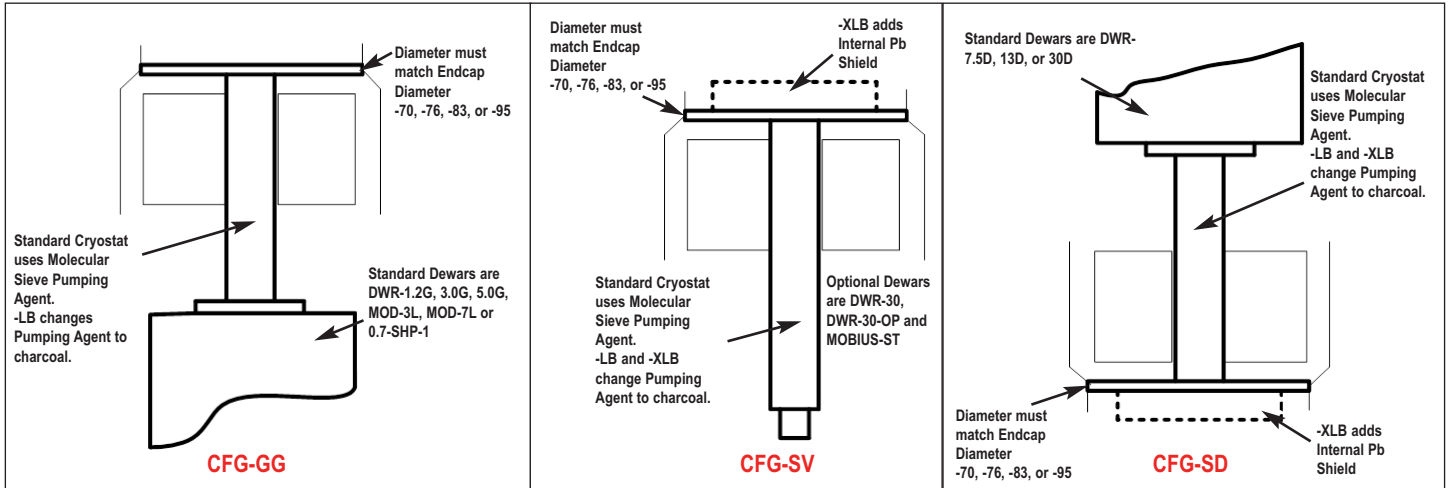 Diameter must
match Endcap
Diameter
-70, -76, -83, or -95
Standard Cryostat
uses Molecular
Sieve Pumping
Agent.
-LB changes
Pumping Agent to
charcoal.
Standard Dewars are
DWR-1.2G, 3.0G, 5.0G,
MOD-3L, MOD-7L or
0.7-SHP-1
CFG-GG
Diameter must
match Endcap
Diameter
-70, -76, -83, or -95
-XLB adds
Internal Pb
Shield
Standard Cryostat
uses Molecular
Sieve Pumping
Agent.
-LB and -XLB
change Pumping
Agent to charcoal.
Optional Dewars
are DWR-30,
DWR-30-OP and
MOBIUS-ST
CFG-SV
Standard Dewars are DWR-
7.5D, 13D, or 30D
Standard Cryostat
uses Molecular
Sieve Pumping
Agent.
-LB and -XLB
change Pumping
Agent to charcoal.
Diameter must
match Endcap
Diameter
-70, -76, -83, or -95
-XLB adds
Internal Pb
Shield
CFG-SD